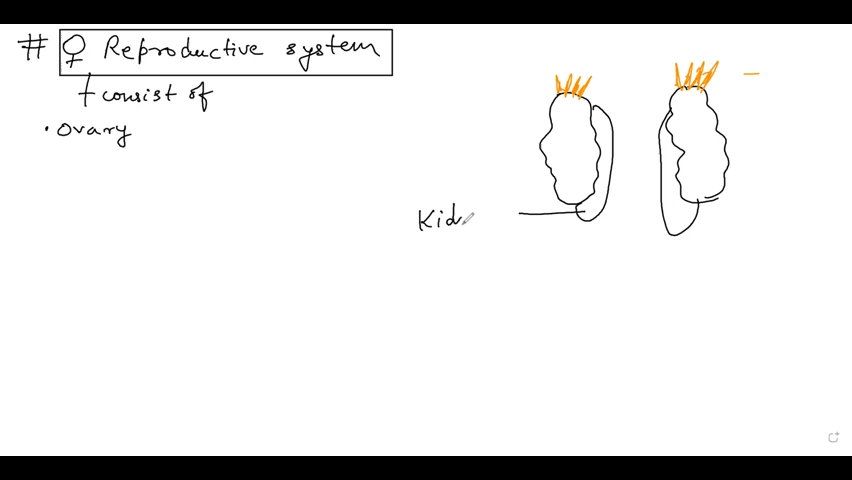 # ♀ Reproductive system
consist of
• Ovary
Kid